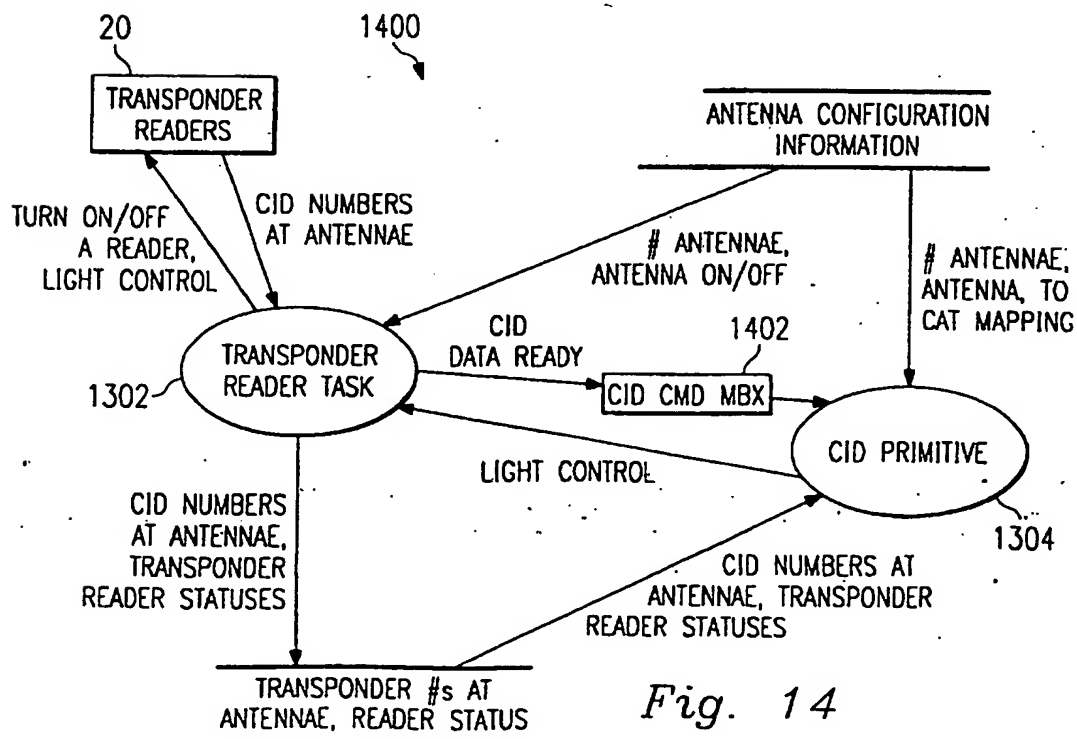 20
1400
TRANSPONDER
READERS
ANTENNA CONFIGURATION
INFORMATION
TURN ON/OFF
A READER,
LIGHT CONTROL
CID NUMBERS
AT ANTENNAE
# ANTENNAE,
ANTENNA ON/OFF
# ANTENNAE,
ANTENNA, TO
CAT MAPPING
TRANSPONDER
READER TASK
1302
CID
DATA READY
1402
CID CMD MBX
CID PRIMITIVE
1304
LIGHT CONTROL
CID NUMBERS
AT ANTENNAE,
TRANSPONDER
READER STATUSES
CID NUMBERS AT
ANTENNAE, TRANSPONDER
READER STATUSES
TRANSPONDER #s AT
ANTENNAE, READER STATUS
Fig. 14